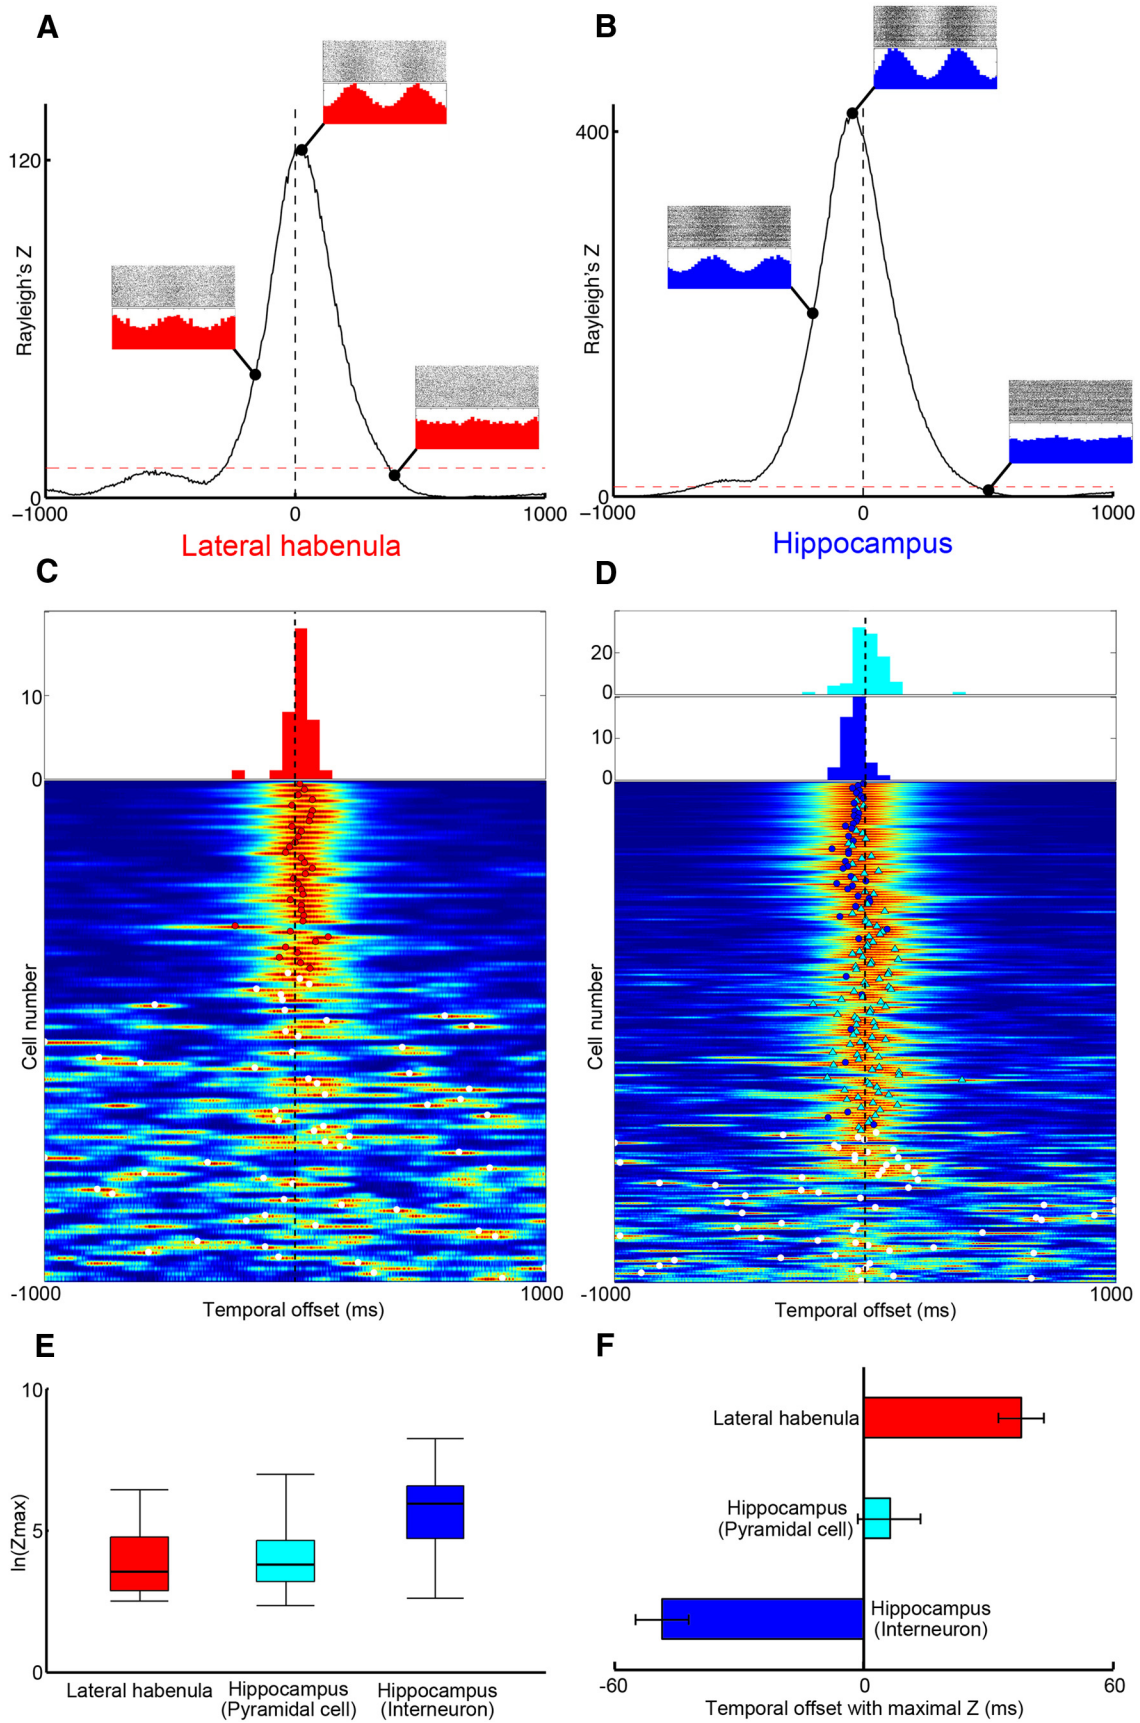 A
B
120
Rayleigh's Z
0
−1000
0
1000
Lateral habenula
400
Rayleigh's Z
0
−1000
0
1000
Hippocampus
C
D
10
0
Cell number
-1000
1000
Temporal offset (ms)
20
0
10
0
Cell number
-1000
1000
Temporal offset (ms)
E
F
10
5
0
ln(Zmax)
Lateral habenula
Hippocampus
(Pyramidal cell)
Hippocampus
(Interneuron)
Lateral habenula
Hippocampus
(Pyramidal cell)
Hippocampus
(Interneuron)
-60
0
60
Temporal offset with maximal Z (ms)